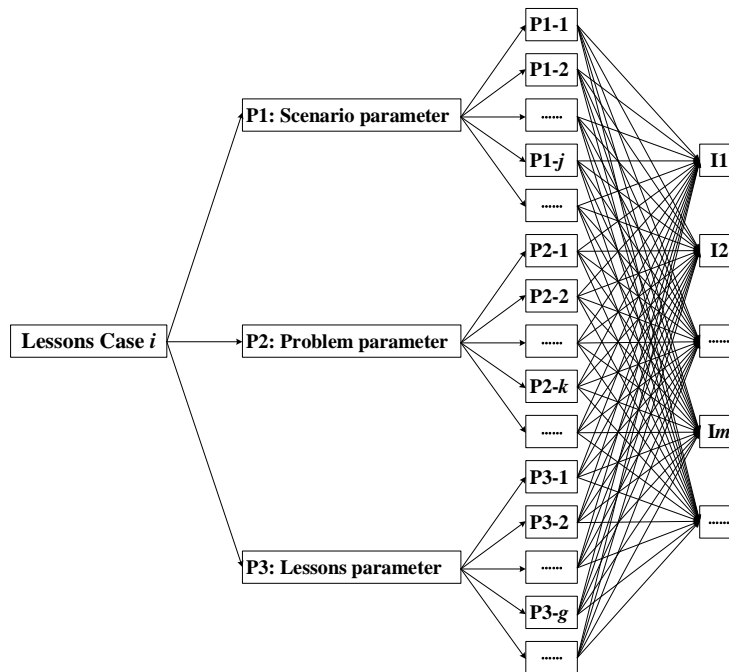 Lessons Case i
P1: Scenario parameter
P2: Problem parameter
P3: Lessons parameter
P1-1
P1-2
......
P1-j
......
P2-1
P2-2
......
P2-k
......
P3-1
P3-2
......
P3-g
......
I1
I2
......
Im
......